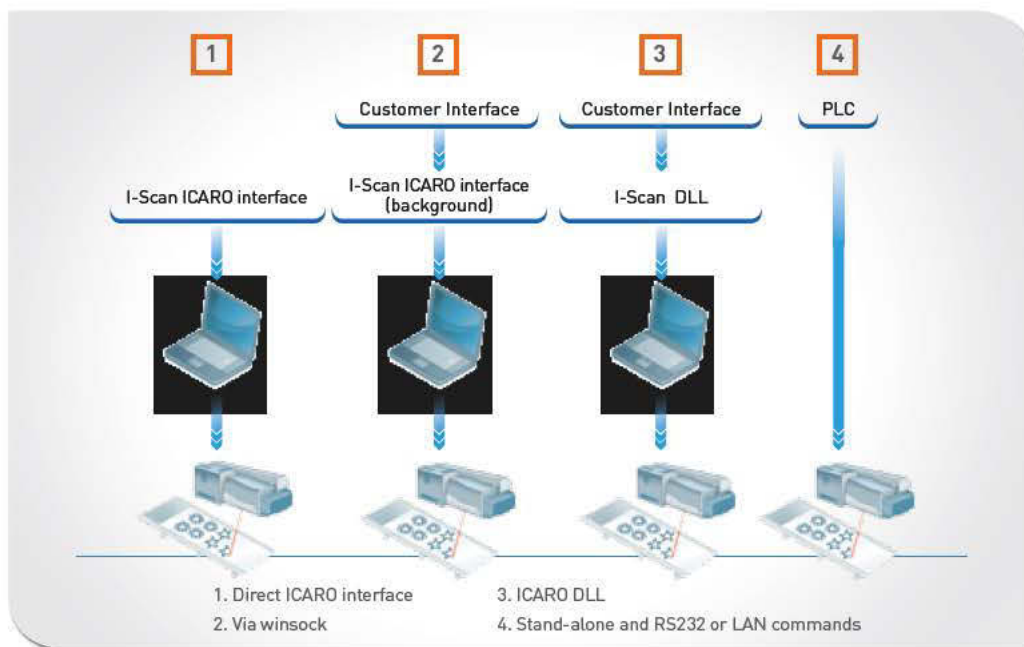 1
2
3
4
Customer Interface
Customer Interface
PLC
I-Scan ICARO interface
I-Scan ICARO interface
(background)
I-Scan DLL
1. Direct ICARO interface
2. Via winsock
3. ICARO DLL
4. Stand-alone and RS232 or LAN commands